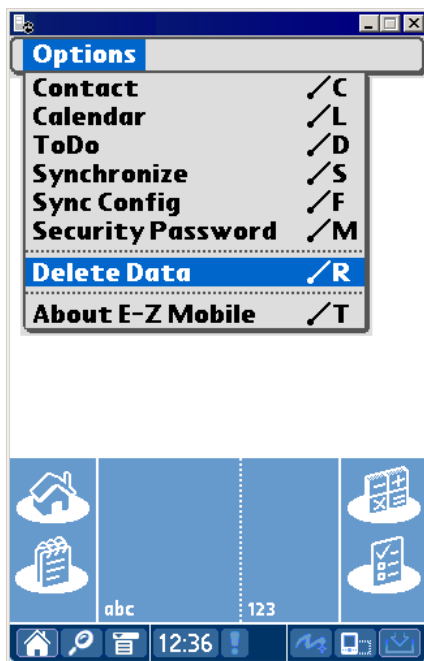 Options
Contact /C
Calendar /L
ToDo /D
Synchronize /S
Sync Config /F
Security Password /M
Delete Data /R
About E-Z Mobile /T
abc 123
12:36